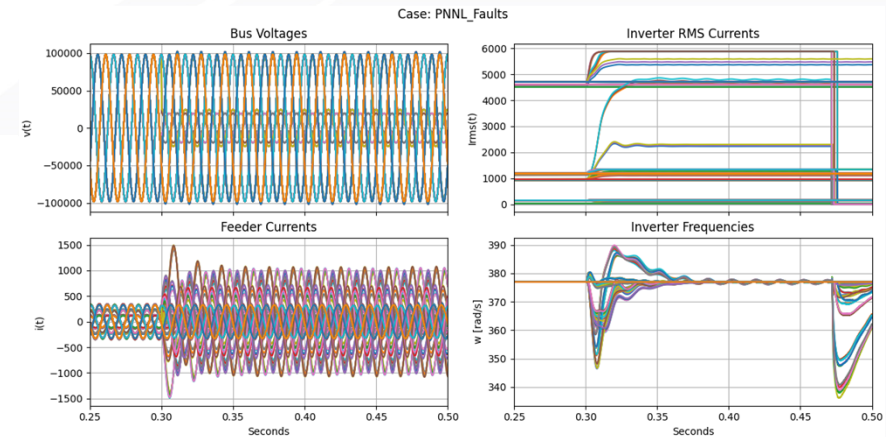 Case: PNNL_Faults
Bus Voltages
100000
50000
0
−50000
−100000
v(t)
Inverter RMS Currents
6000
5000
4000
3000
2000
1000
0
Irms(t)
Feeder Currents
1500
1000
500
0
−500
−1000
−1500
i(t)
0.25 0.30 0.35 0.40 0.45 0.50
Seconds
Inverter Frequencies
390
380
370
360
350
340
w [rad/s]
0.25 0.30 0.35 0.40 0.45 0.50
Seconds